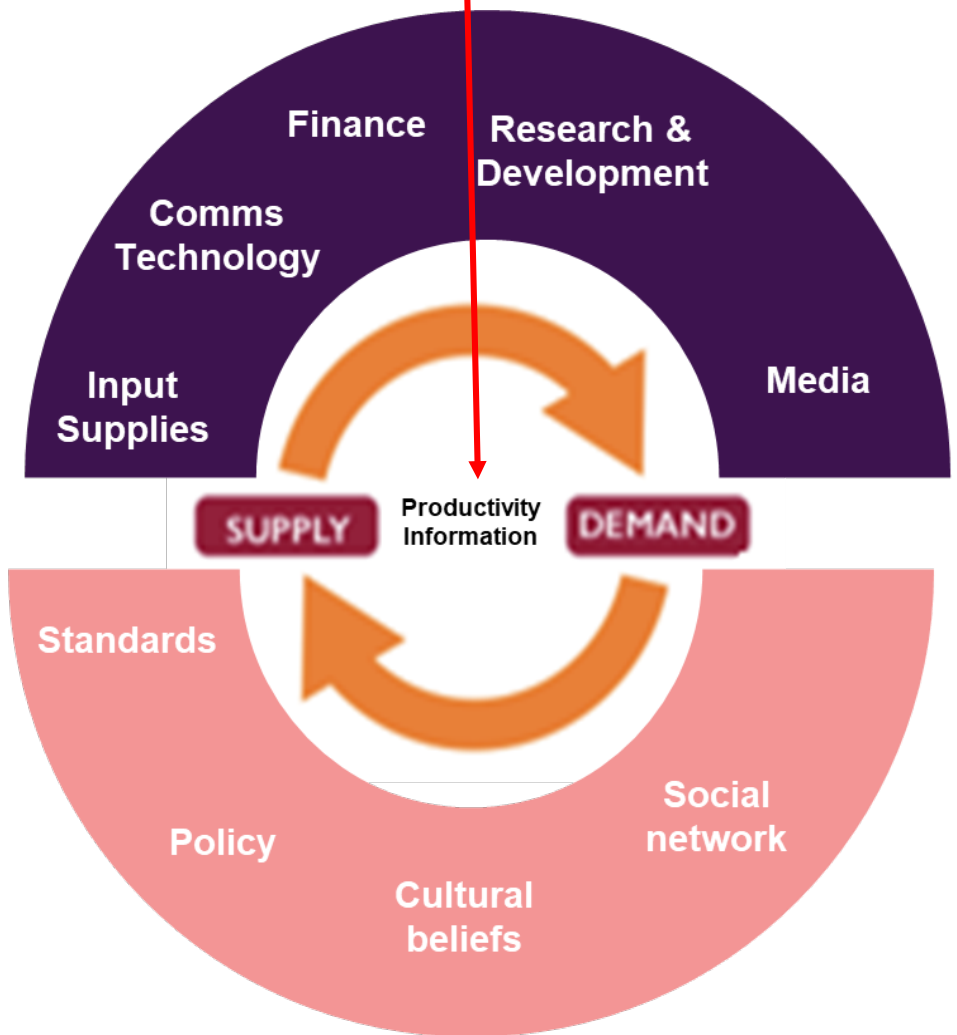 Finance
Research &
Development
Comms
Technology
Media
Input
Supplies
SUPPLY
Productivity
Information
DEMAND
Standards
Social
network
Policy
Cultural
beliefs